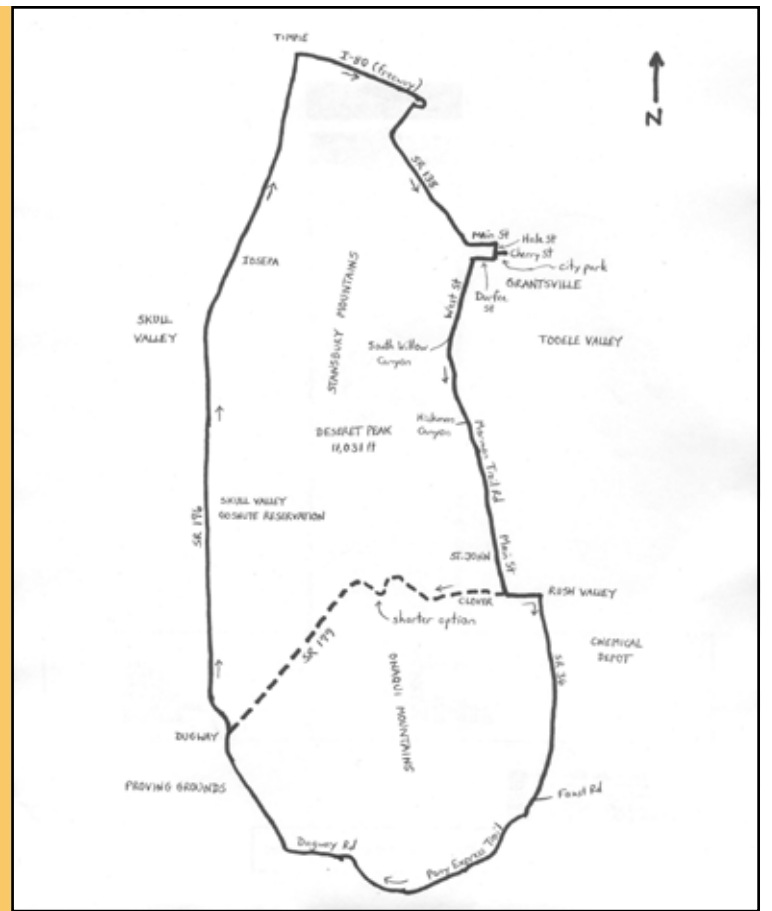 TIMPIE
I-80 (freeway)
N
SR 138
Main St
Hale St
Cherry St
city park
GRANTSVILLE
Durfee
St
West St
IOSEPA
STANSBURY MOUNTAINS
SKULL
VALLEY
South Willow
Canyon
TOOELE VALLEY
Hickman
Canyon
Mormon Trail Rd
DESERET PEAK
11,031 ft
SKULL VALLEY
GOSHUTE RESERVATION
SR 196
ST. JOHN
Main St
CLOVER
RUSH VALLEY
shorter option
SR 199
CHEMICAL
DEPOT
SR 36
ONAQUI MOUNTAINS
DUGWAY
PROVING GROUNDS
Faust Rd
Dugway Rd
Pony Express Trail